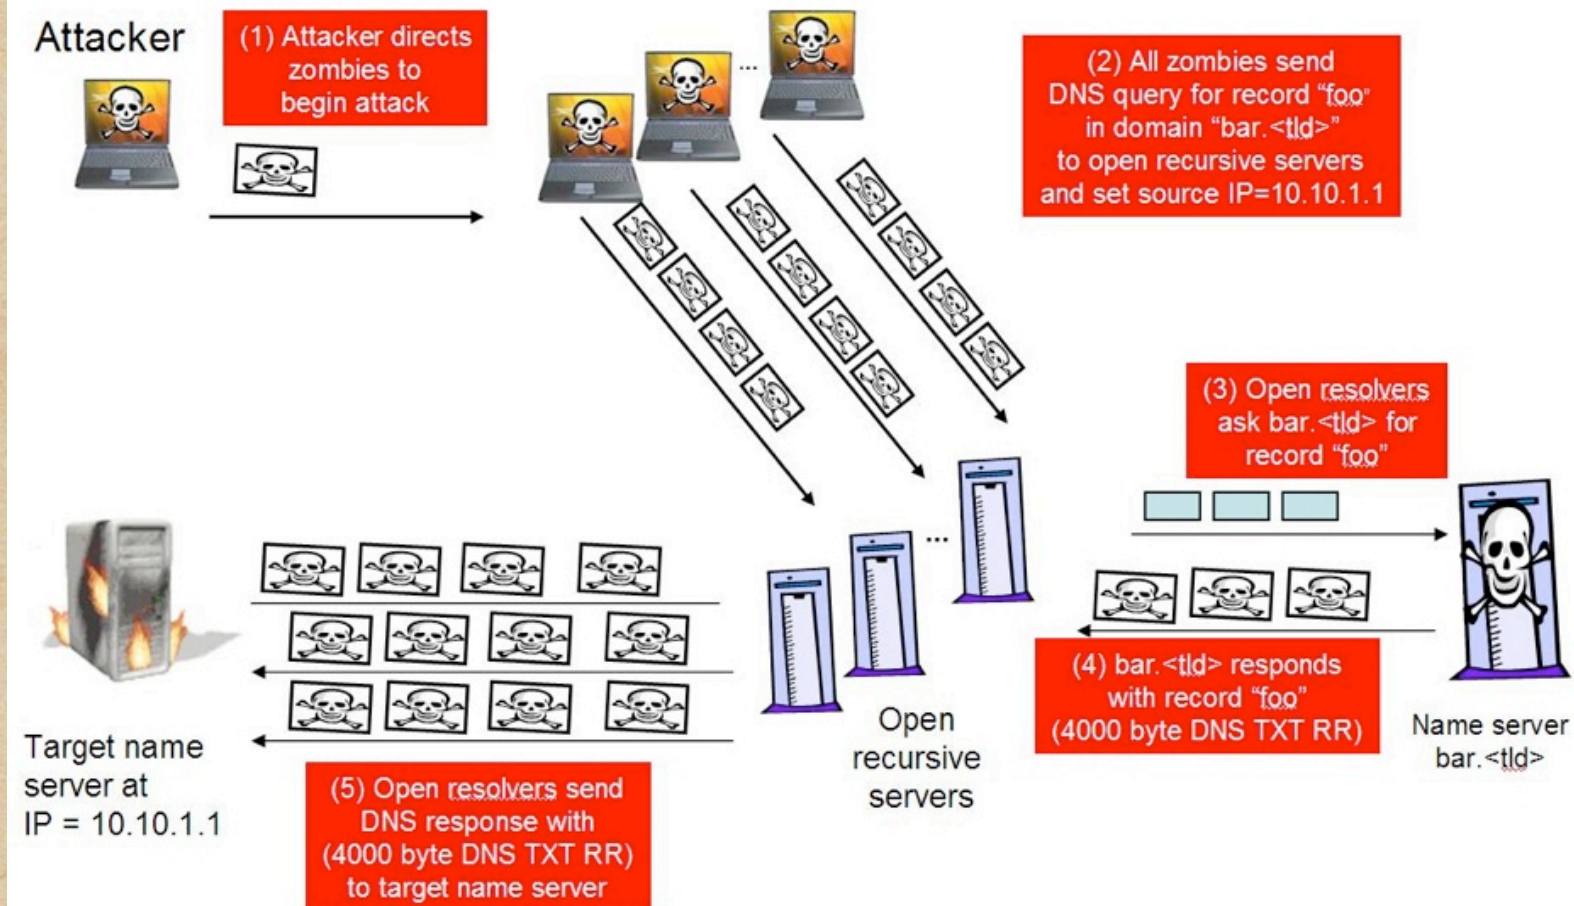 Attacker
(1) Attacker directs
zombies to
begin attack
...
(2) All zombies send
DNS query for record “foo”
in domain “bar.<tld>”
to open recursive servers
and set source IP=10.10.1.1
(3) Open resolvers
ask bar.<tld> for
record “foo”
...
(4) bar.<tld> responds
with record “foo”
(4000 byte DNS TXT RR)
Name server
bar.<tld>
Open
recursive
servers
Target name
server at
IP = 10.10.1.1
(5) Open resolvers send
DNS response with
(4000 byte DNS TXT RR)
to target name server